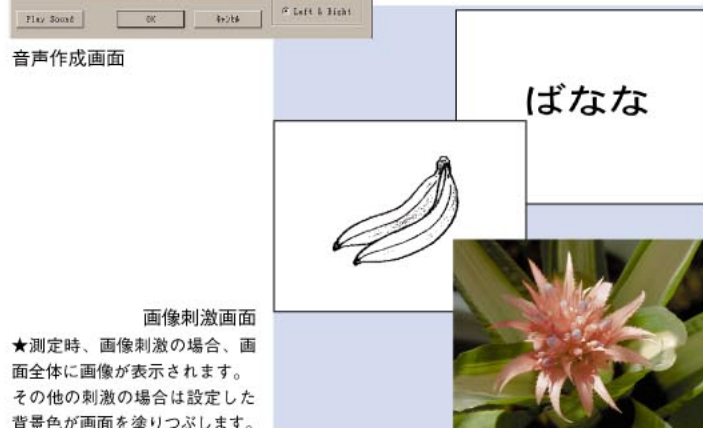 Play Sound
OK
キャンセル
Left & Right
音声作成画面
ばなな
画像刺激画面
★測定時、画像刺激の場合、画
面全体に画像が表示されます。
その他の刺激の場合は設定した
背景色が画面を塗りつぶします。